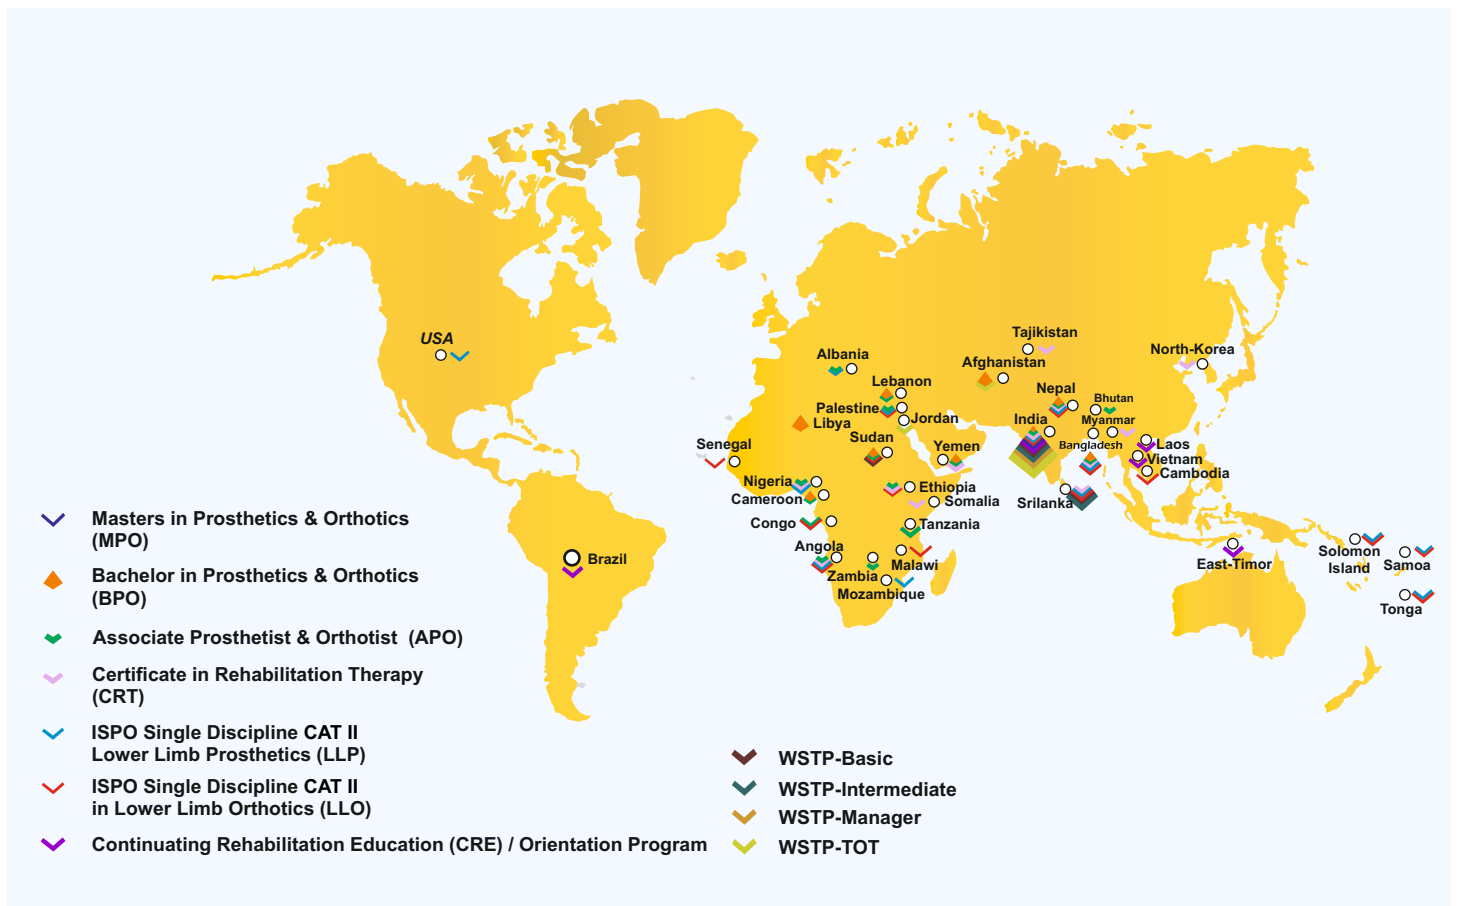 USA
Albania
Tajikistan
Afghanistan
North-Korea
Lebanon
Nepal
Bhutan
Palestine
Jordan
Libya
India
Myanmar
Senegal
Sudan
Yemen
Bangladesh
Laos
Vietnam
Cambodia
Nigeria
Ethiopia
Cameroon
Somalia
Srilanka
Congo
Tanzania
Angola
Malawi
Zambia
Mozambique
Brazil
East-Timor
Solomon
Island
Samoa
Tonga
Masters in Prosthetics & Orthotics
(MPO)
Bachelor in Prosthetics & Orthotics
(BPO)
Associate Prosthetist & Orthotist (APO)
Certificate in Rehabilitation Therapy
(CRT)
ISPO Single Discipline CAT II
Lower Limb Prosthetics (LLP)
ISPO Single Discipline CAT II
in Lower Limb Orthotics (LLO)
Continuating Rehabilitation Education (CRE) / Orientation Program
WSTP-Basic
WSTP-Intermediate
WSTP-Manager
WSTP-TOT